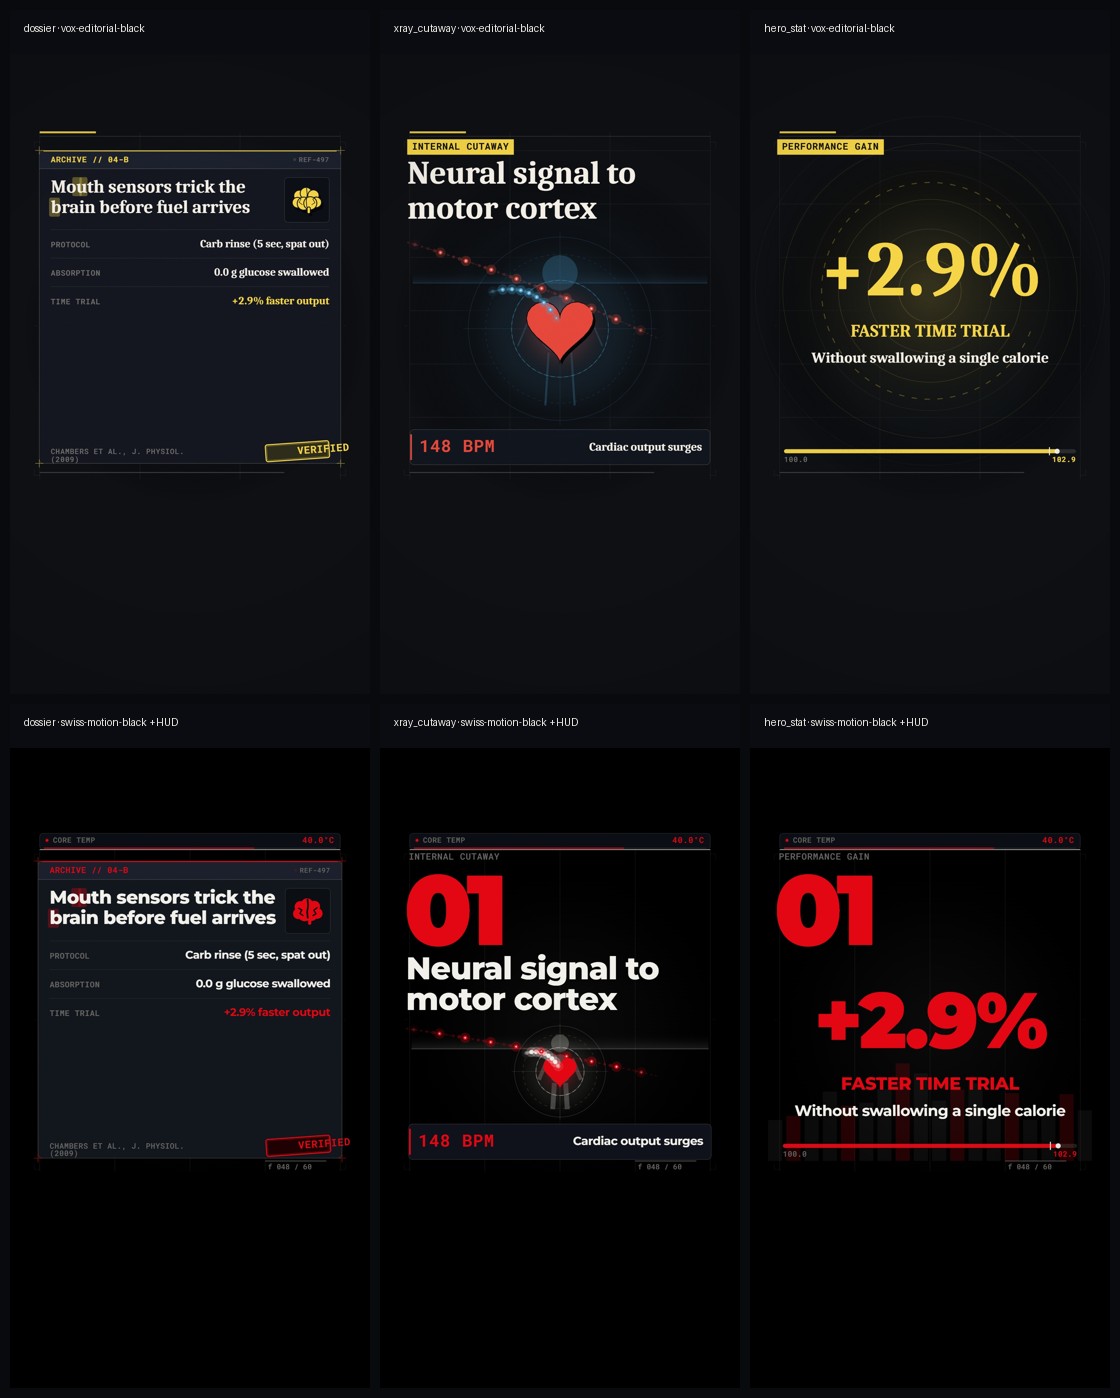 dossier · vox-editorial-black
ARCHIVE // 04-B
· REF-497
Mouth sensors trick the
brain before fuel arrives
PROTOCOL
Carb rinse (5 sec, spat out)
ABSORPTION
0.0 g glucose swallowed
TIME TRIAL
+2.9% faster output
CHAMBERS ET AL., J. PHYSIOL.
(2009)
VERIFIED
xray_cutaway · vox-editorial-black
INTERNAL CUTAWAY
Neural signal to
motor cortex
148 BPM
Cardiac output surges
hero_stat · vox-editorial-black
PERFORMANCE GAIN
+2.9%
FASTER TIME TRIAL
Without swallowing a single calorie
100.0
102.9
dossier · swiss-motion-black +HUD
CORE TEMP
40.0°C
ARCHIVE // 04-B
· REF-497
Mouth sensors trick the
brain before fuel arrives
PROTOCOL
Carb rinse (5 sec, spat out)
ABSORPTION
0.0 g glucose swallowed
TIME TRIAL
+2.9% faster output
CHAMBERS ET AL., J. PHYSIOL.
(2009)
VERIFIED
f 048 / 60
xray_cutaway · swiss-motion-black +HUD
CORE TEMP
40.0°C
INTERNAL CUTAWAY
01
Neural signal to
motor cortex
148 BPM
Cardiac output surges
f 048 / 60
hero_stat · swiss-motion-black +HUD
CORE TEMP
40.0°C
PERFORMANCE GAIN
01
+2.9%
FASTER TIME TRIAL
Without swallowing a single calorie
100.0
102.9
f 048 / 60